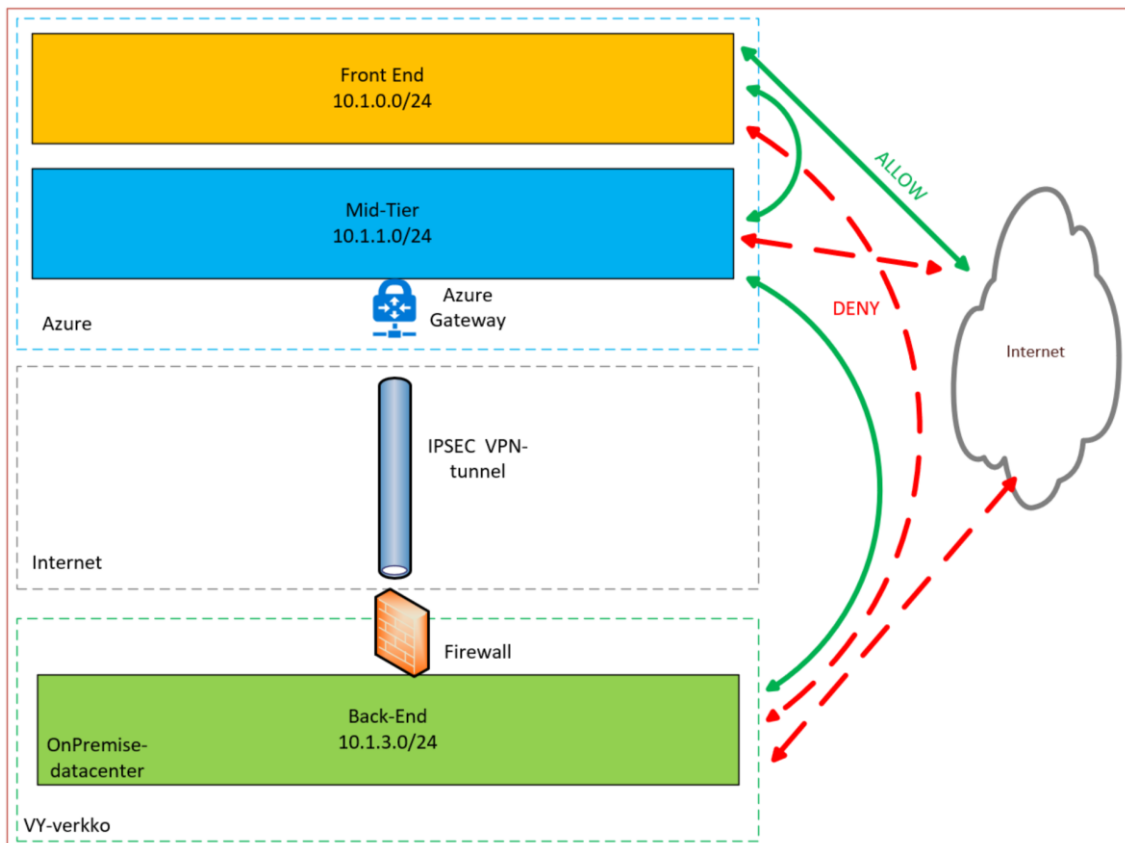 Front End
10.1.0.0/24
ALLOW
Mid-Tier
10.1.1.0/24
Azure
Gateway
Azure
DENY
Internet
IPSEC VPN-
tunnel
Internet
Firewall
Back-End
10.1.3.0/24
OnPremise-
datacenter
VY-verkko